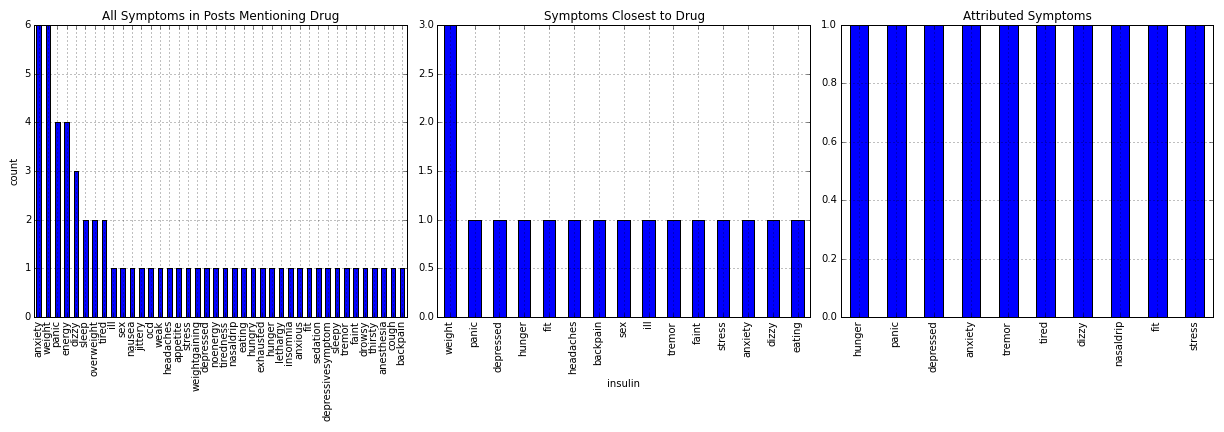 All Symptoms in Posts Mentioning Drug
6
5
4
3
2
1
0
count
anxiety
weight
panic
energy
dizzy
sleep
overweight
tired
ill
sex
nausea
jittery
ocd
weak
headaches
appetite
stress
weightgaining
depressed
noenergy
tiredness
nasaldrip
eating
hungry
exhausted
hunger
lethargy
insomnia
anxious
fit
sedation
depressivesymptom
sleepy
tremor
faint
drowsy
thirsty
anesthesia
cough
backpain
Symptoms Closest to Drug
3.0
2.5
2.0
1.5
1.0
0.5
0.0
weight
panic
depressed
hunger
fit
headaches
backpain
sex
ill
tremor
faint
stress
anxiety
dizzy
eating
insulin
Attributed Symptoms
1.0
0.8
0.6
0.4
0.2
0.0
hunger
panic
depressed
anxiety
tremor
tired
dizzy
nasaldrip
fit
stress